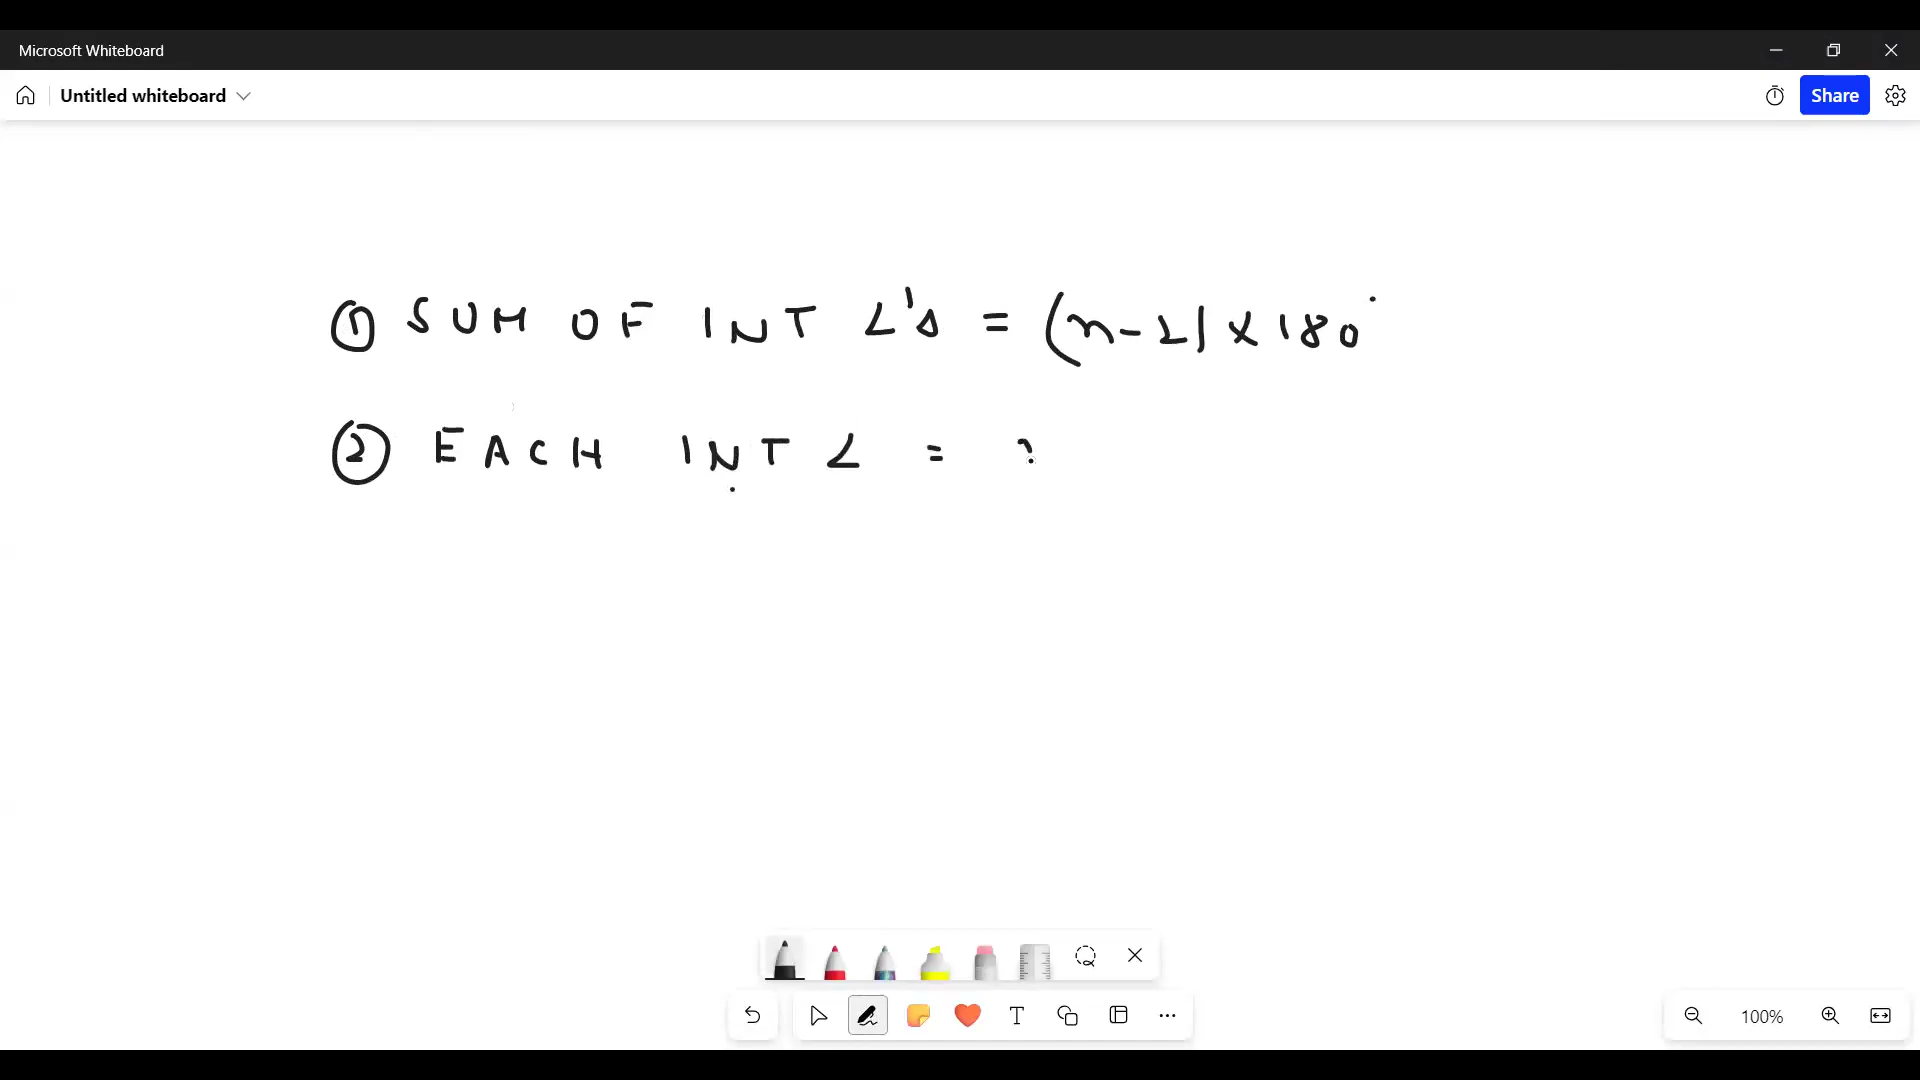 Microsoft Whiteboard
Untitled whiteboard
Share
① SUM OF INT ∠'s = (n-2) × 180°
② EACH INT ∠ = ?
100%